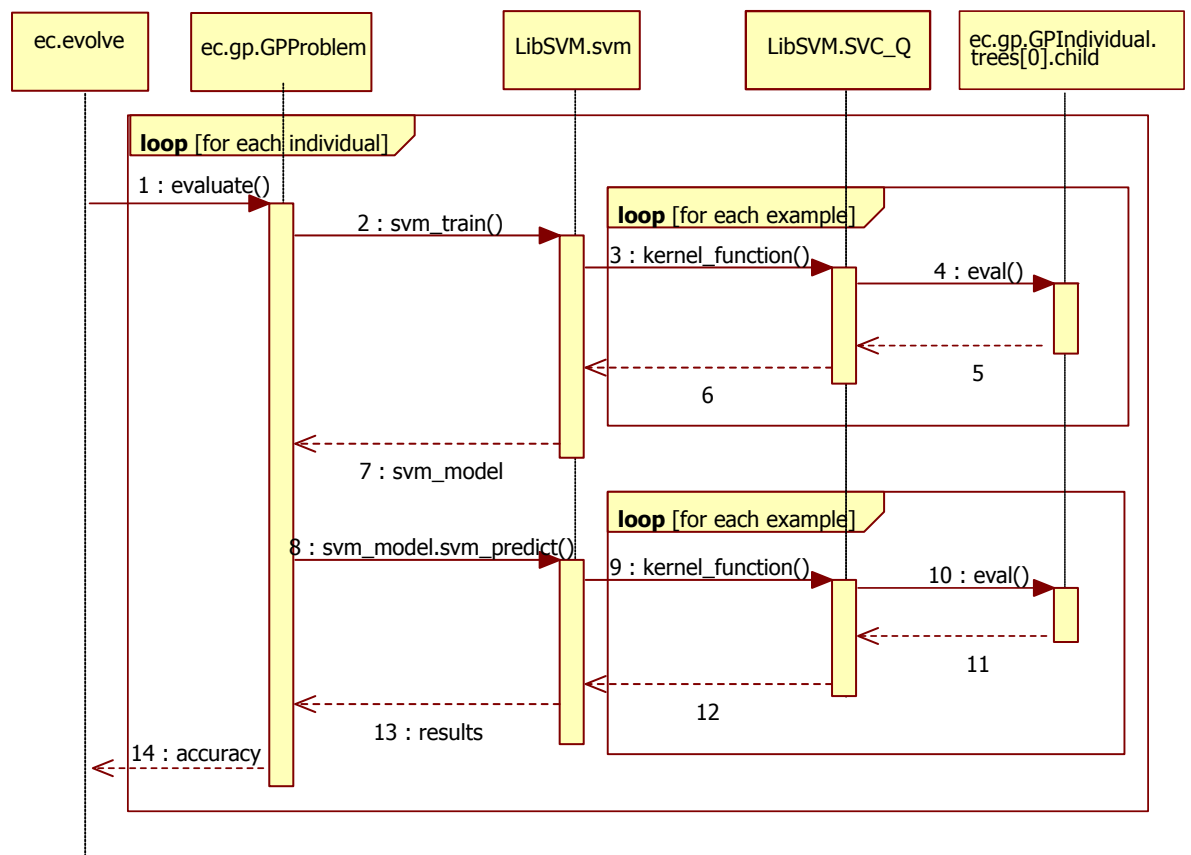 ec.evolve
ec.gp.GPProblem
LibSVM.svm
LibSVM.SVC_Q
ec.gp.GPIndividual.
trees[0].child
loop [for each individual]
1 : evaluate()
loop [for each example]
2 : svm_train()
3 : kernel_function()
4 : eval()
5
6
7 : svm_model
loop [for each example]
8 : svm_model.svm_predict()
9 : kernel_function()
10 : eval()
11
12
13 : results
14 : accuracy